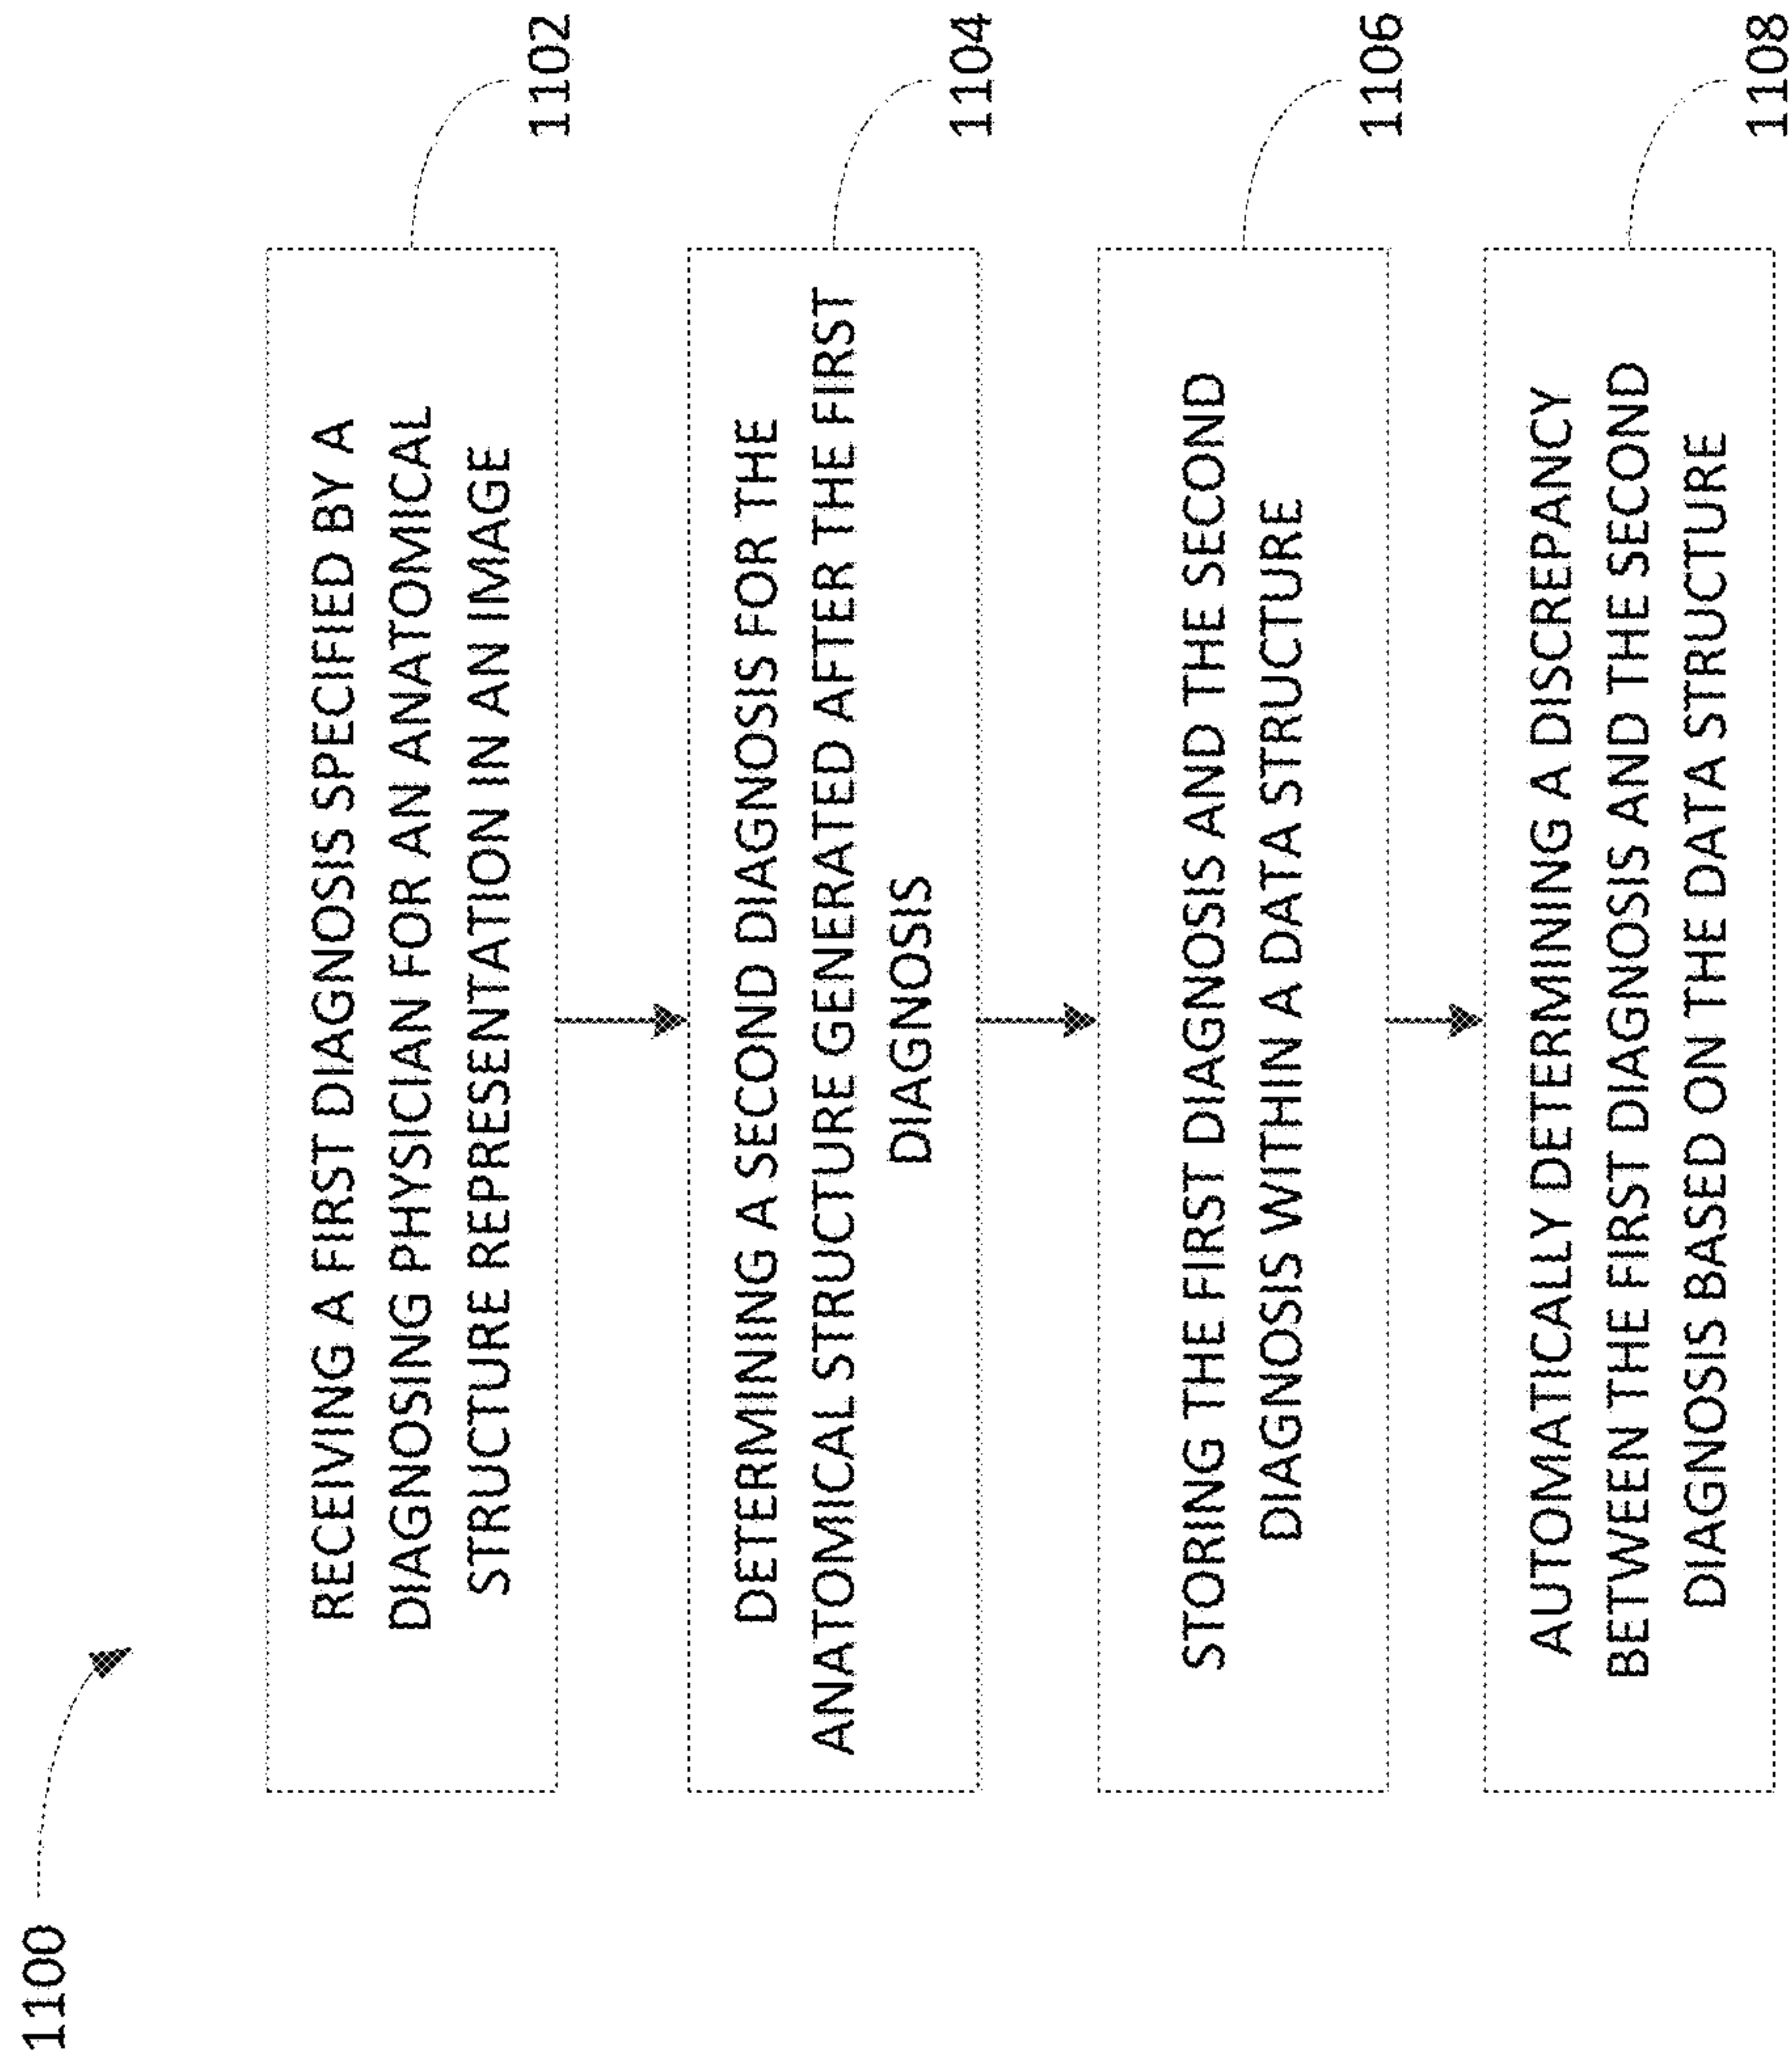 1100
RECEIVING A FIRST DIAGNOSIS SPECIFIED BY A
DIAGNOSING PHYSICIAN FOR AN ANATOMICAL
STRUCTURE REPRESENTATION IN AN IMAGE
1102
DETERMINING A SECOND DIAGNOSIS FOR THE
ANATOMICAL STRUCTURE GENERATED AFTER THE FIRST
DIAGNOSIS
1104
STORING THE FIRST DIAGNOSIS AND THE SECOND
DIAGNOSIS WITHIN A DATA STRUCTURE
1106
AUTOMATICALLY DETERMINING A DISCREPANCY
BETWEEN THE FIRST DIAGNOSIS AND THE SECOND
DIAGNOSIS BASED ON THE DATA STRUCTURE
1108